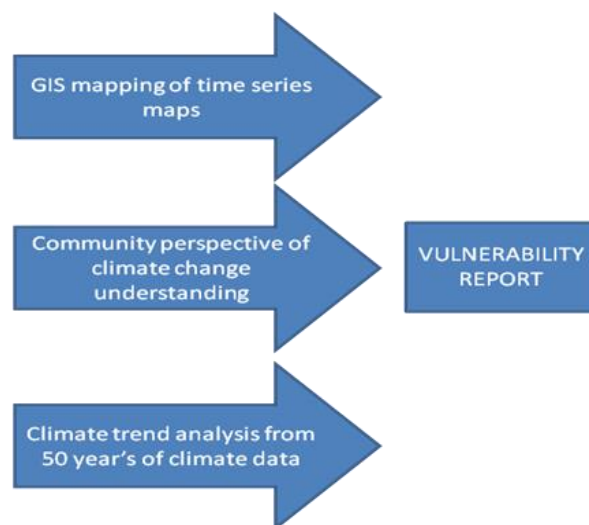 GIS mapping of time series
maps
Community perspective of
climate change
understanding
VULNERABILITY
REPORT
Climate trend analysis from
50 year's of climate data